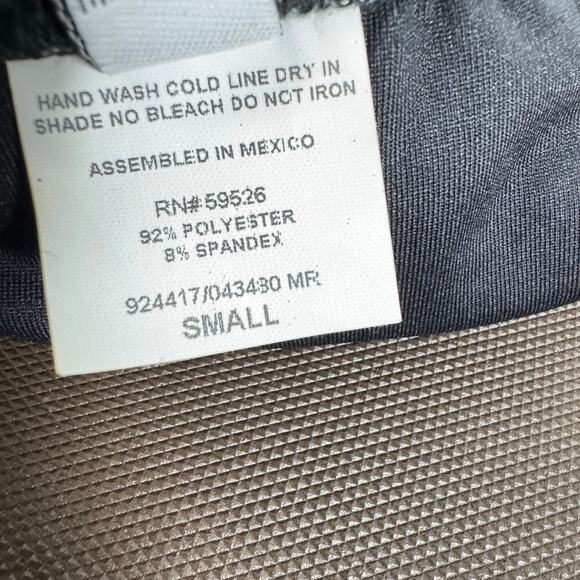 HAND WASH COLD LINE DRY IN
SHADE NO BLEACH DO NOT IRON
ASSEMBLED IN MEXICO
RN# 59526
92% POLYESTER
8% SPANDEX
924417/043480 MR
SMALL